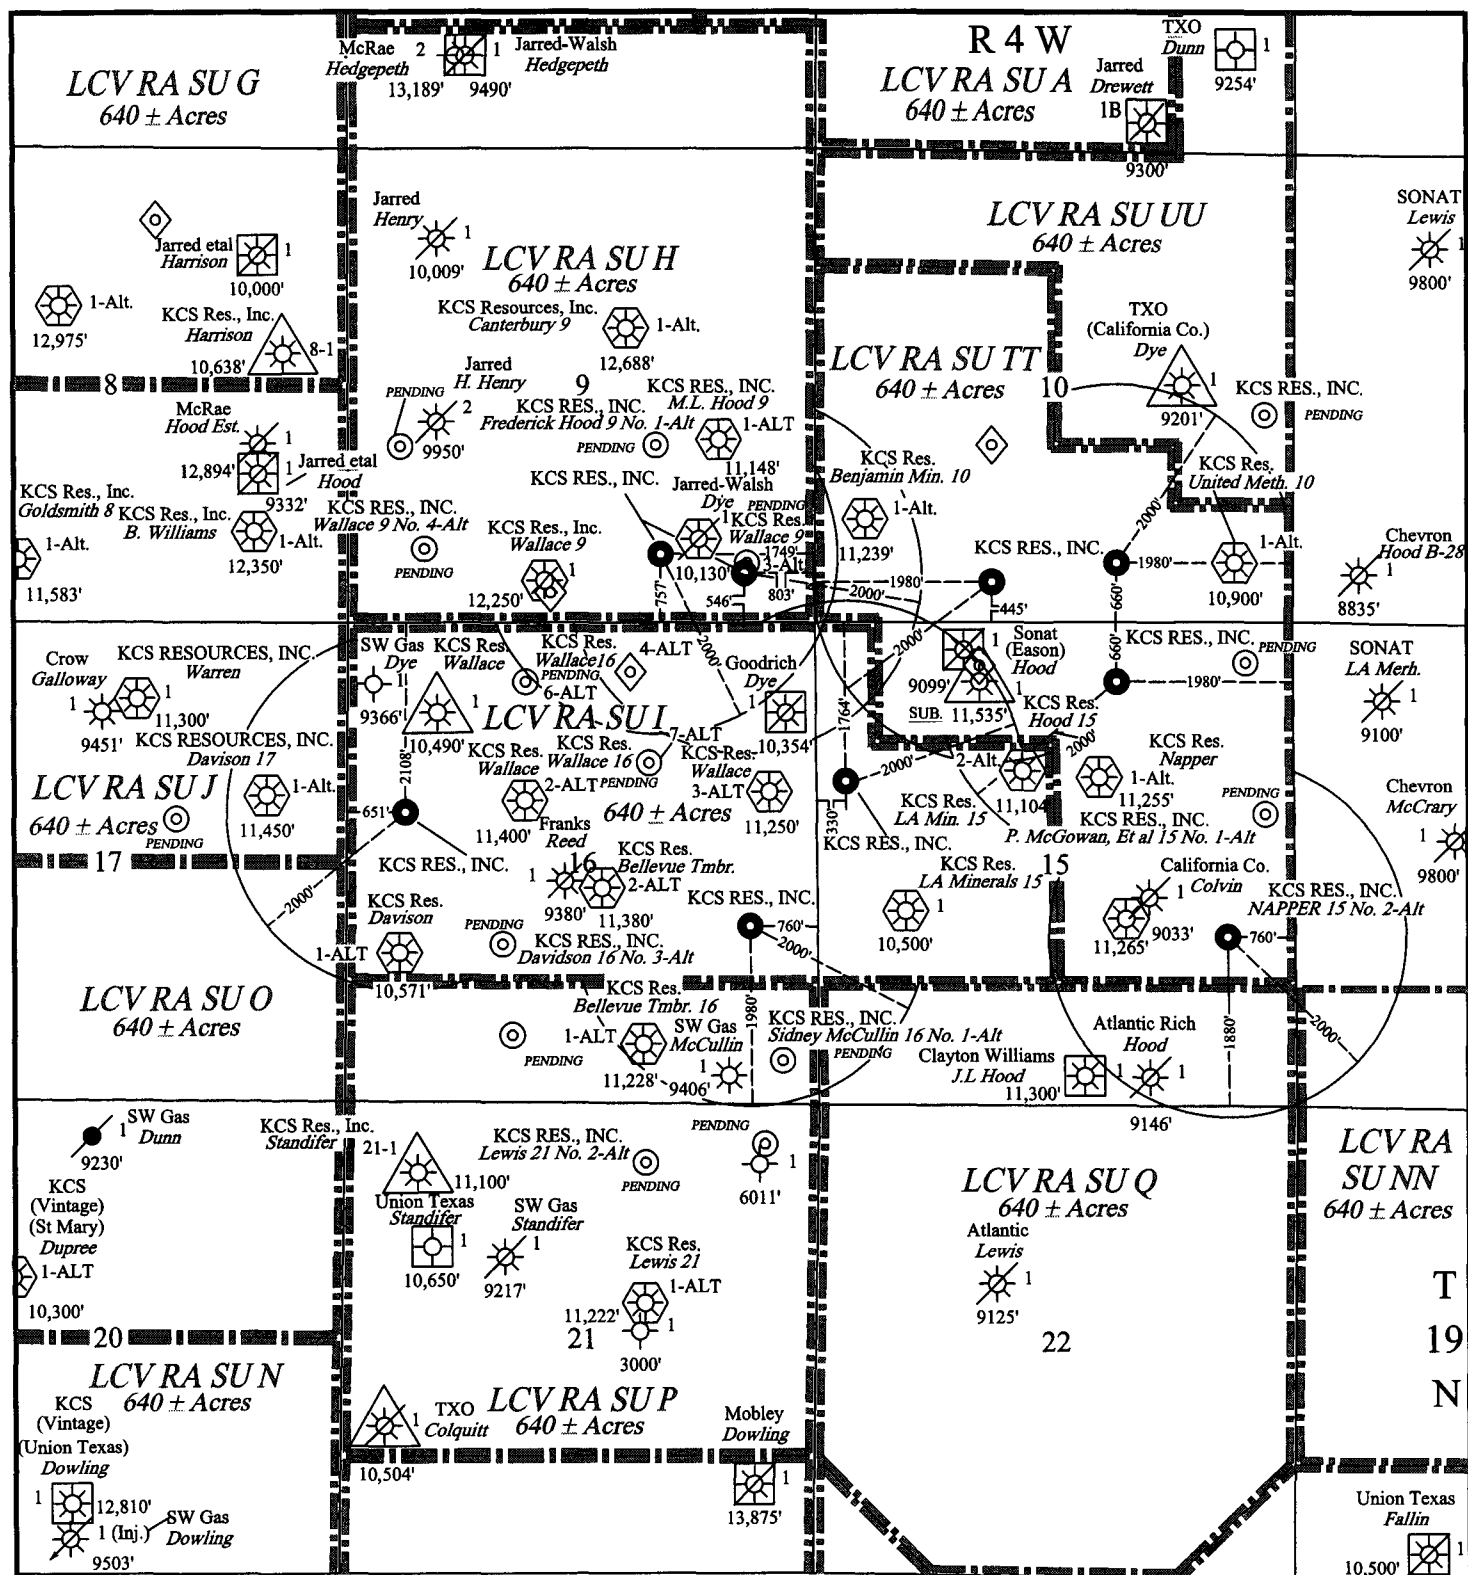 R 4 W
LCV RA SU G
640 ± Acres
McRae
Hedgepeth
2
1
Jarred-Walsh
Hedgepeth
13,189'
9490'
LCV RA SU A
640 ± Acres
TXO
Dunn
1
9254'
Jarred
Drewett
1B
9300'
Jarred etal
Harrison
1
10,000'
1-Alt.
12,975'
KCS Res., Inc.
Harrison
8-1
10,638'
8
Jarred
Henry
1
10,009'
LCV RA SU H
640 ± Acres
KCS Resources, Inc.
Canterbury 9
1-Alt.
12,688'
LCV RA SU UU
640 ± Acres
SONAT
Lewis
1
9800'
TXO
(California Co.)
Dye
1
9201'
LCV RA SU TT
640 ± Acres
10
KCS RES., INC.
PENDING
McRae
Hood Est.
1
12,894'
1
Jarred etal
Hood
9332'
Jarred
H. Henry
2
9950'
PENDING
9
KCS RES., INC.
Frederick Hood 9 No. 1-Alt
PENDING
KCS RES., INC.
M.L. Hood 9
1-ALT
11,148'
KCS Res., Inc.
Goldsmith 8
1-Alt.
11,583'
KCS Res., Inc.
B. Williams
1-Alt.
12,350'
KCS RES., INC.
Wallace 9 No. 4-Alt
PENDING
KCS RES., INC.
KCS Res., Inc.
Wallace 9
1
12,250'
Jarred-Walsh
Dye
1
10,130'
PENDING
KCS Res.
Wallace 9
3-Alt.
1749'
757'
546'
803'
KCS Res.
Benjamin Min. 10
1-Alt.
11,239'
KCS RES., INC.
1980'
2000'
445'
2000'
KCS Res.
United Meth. 10
1-Alt.
10,900'
2000'
1980'
660'
Chevron
Hood B-28
1
8835'
Crow
Galloway
1
9451'
KCS RESOURCES, INC.
Warren
11,300'
KCS RESOURCES, INC.
Davison 17
1-Alt.
11,450'
LCV RA SU J
640 ± Acres
PENDING
17
SW Gas
Dye
1
9366'
KCS Res.
Wallace
1
10,490'
KCS Res.
Wallace16
PENDING
6-ALT
4-ALT
2000'
Goodrich
Dye
1
10,354'
LCV RA SU I
640 ± Acres
7-ALT
KCS Res.
Wallace
2-ALT
11,400'
KCS Res.
Wallace 16
PENDING
KCS Res.
Wallace
3-ALT
11,250'
2108'
651'
2000'
KCS RES., INC.
1764'
2000'
330'
2000'
KCS RES., INC.
Sonat
(Eason)
Hood
1
9099'
SUB.
11,535'
1
660'
1980'
2000'
KCS RES., INC.
PENDING
KCS Res.
Hood 15
2-Alt.
11,104'
KCS Res.
Napper
1-Alt.
11,255'
SONAT
LA Merh.
1
9100'
Chevron
McCrary
1
9800'
KCS Res.
LA Min. 15
KCS RES., INC.
P. McGowan, Et al 15 No. 1-Alt
PENDING
Franks
Reed
1
9380'
16
KCS Res.
Bellevue Tmbr.
2-ALT
11,380'
KCS RES., INC.
760'
2000'
1980'
KCS Res.
LA Minerals 15
1
10,500'
15
California Co.
Colvin
1
11,265'
9033'
KCS RES., INC.
NAPPER 15 No. 2-Alt
760'
2000'
1880'
KCS Res.
Davison
1-ALT
10,571'
PENDING
KCS RES., INC.
Davidson 16 No. 3-Alt
LCV RA SU O
640 ± Acres
KCS Res.
Bellevue Tmbr. 16
1-ALT
11,228'
PENDING
SW Gas
McCullin
1
9406'
KCS RES., INC.
Sidney McCullin 16 No. 1-Alt
PENDING
Clayton Williams
J.L Hood
1
11,300'
Atlantic Rich
Hood
1
9146'
SW Gas
Dunn
1
9230'
KCS
(Vintage)
(St Mary)
Dupree
1-ALT
10,300'
20
KCS Res., Inc.
Standifer
21-1
11,100'
KCS RES., INC.
Lewis 21 No. 2-Alt
PENDING
PENDING
1
6011'
Union Texas
Standifer
1
10,650'
SW Gas
Standifer
1
9217'
KCS Res.
Lewis 21
1-ALT
11,222'
1
3000'
21
LCV RA SU Q
640 ± Acres
Atlantic
Lewis
1
9125'
22
LCV RA
SU NN
640 ± Acres
T
19
N
LCV RA SU N
640 ± Acres
KCS
(Vintage)
(Union Texas)
Dowling
1
12,810'
1 (Inj.)
SW Gas
Dowling
9503'
TXO
Colquitt
1
10,504'
LCV RA SU P
640 ± Acres
Mobley
Dowling
1
13,875'
Union Texas
Fallin
1
10,500'